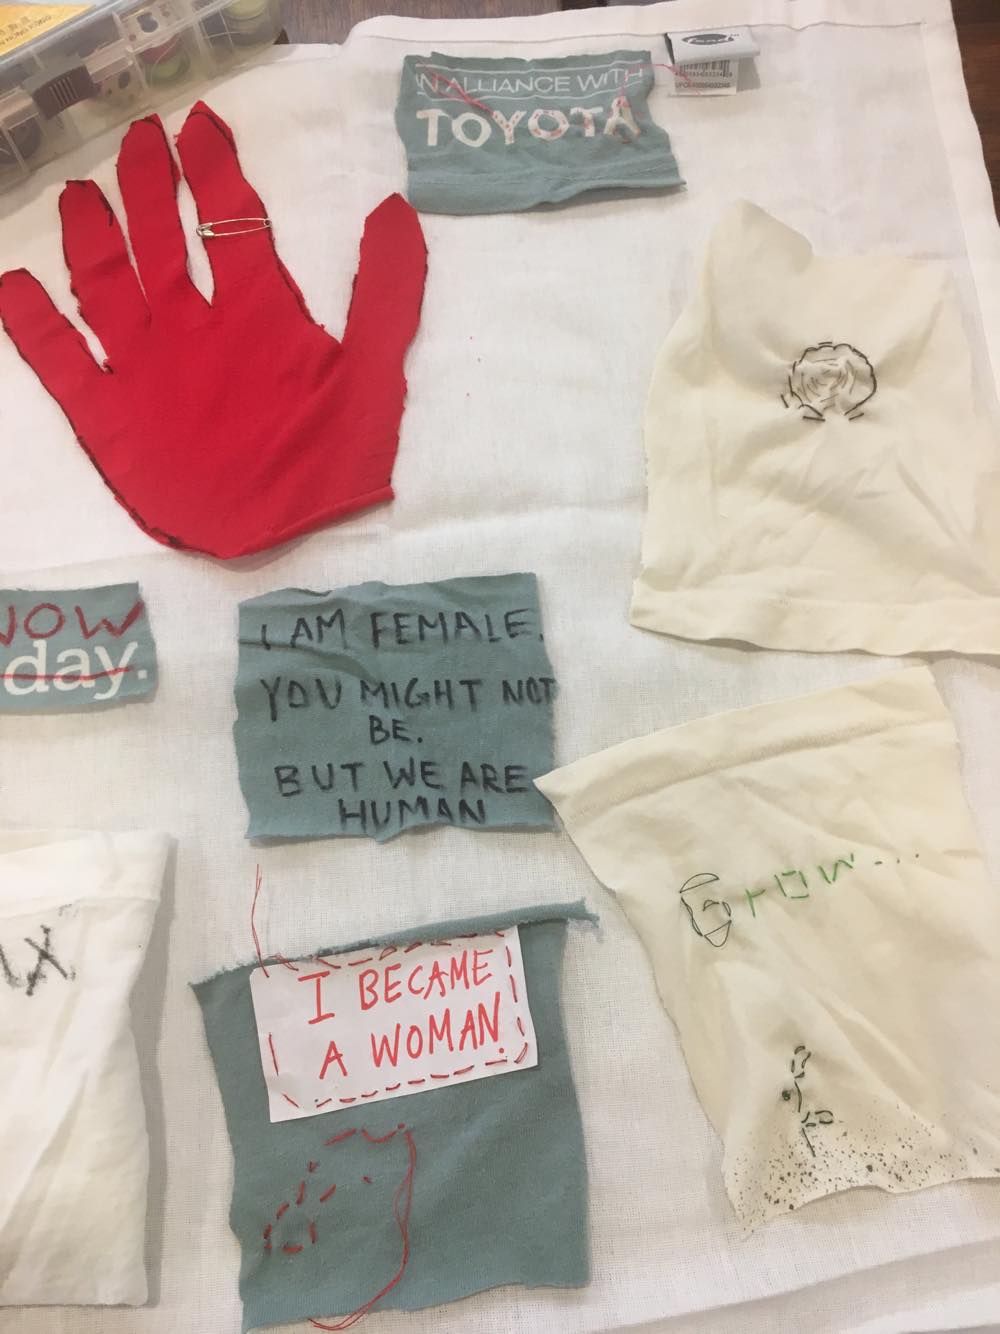 IN ALLIANCE WITH
TOYOTA
NOW
day.
I AM FEMALE.
YOU MIGHT NOT
BE.
BUT WE ARE
HUMAN
Grow...
I BECAME
A WOMAN.